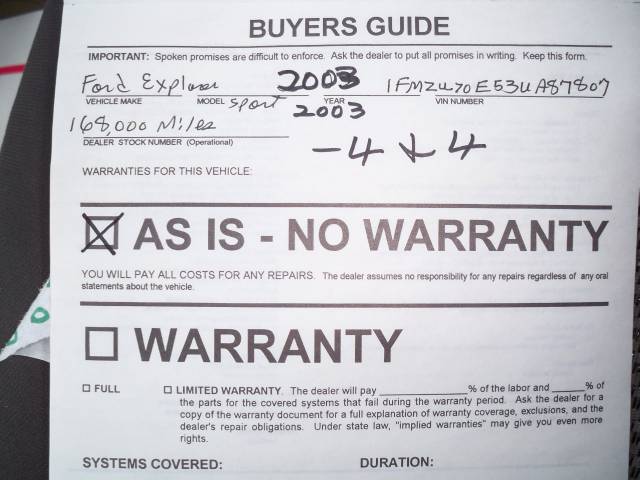 BUYERS GUIDE
IMPORTANT: Spoken promises are difficult to enforce. Ask the dealer to put all promises in writing. Keep this form.
Ford Explorer 2003 1FMZU70E53UA87807
VEHICLE MAKE MODEL Sport YEAR VIN NUMBER
2003
168,000 Miles
DEALER STOCK NUMBER (Operational)
- 4 x 4
WARRANTIES FOR THIS VEHICLE:
☒ AS IS - NO WARRANTY
YOU WILL PAY ALL COSTS FOR ANY REPAIRS. The dealer assumes no responsibility for any repairs regardless of any oral
statements about the vehicle.
☐ WARRANTY
☐ FULL ☐ LIMITED WARRANTY. The dealer will pay ______% of the labor and ______% of
the parts for the covered systems that fail during the warranty period. Ask the dealer for a
copy of the warranty document for a full explanation of warranty coverage, exclusions, and the
dealer's repair obligations. Under state law, "implied warranties" may give you even more
rights.
SYSTEMS COVERED: DURATION: